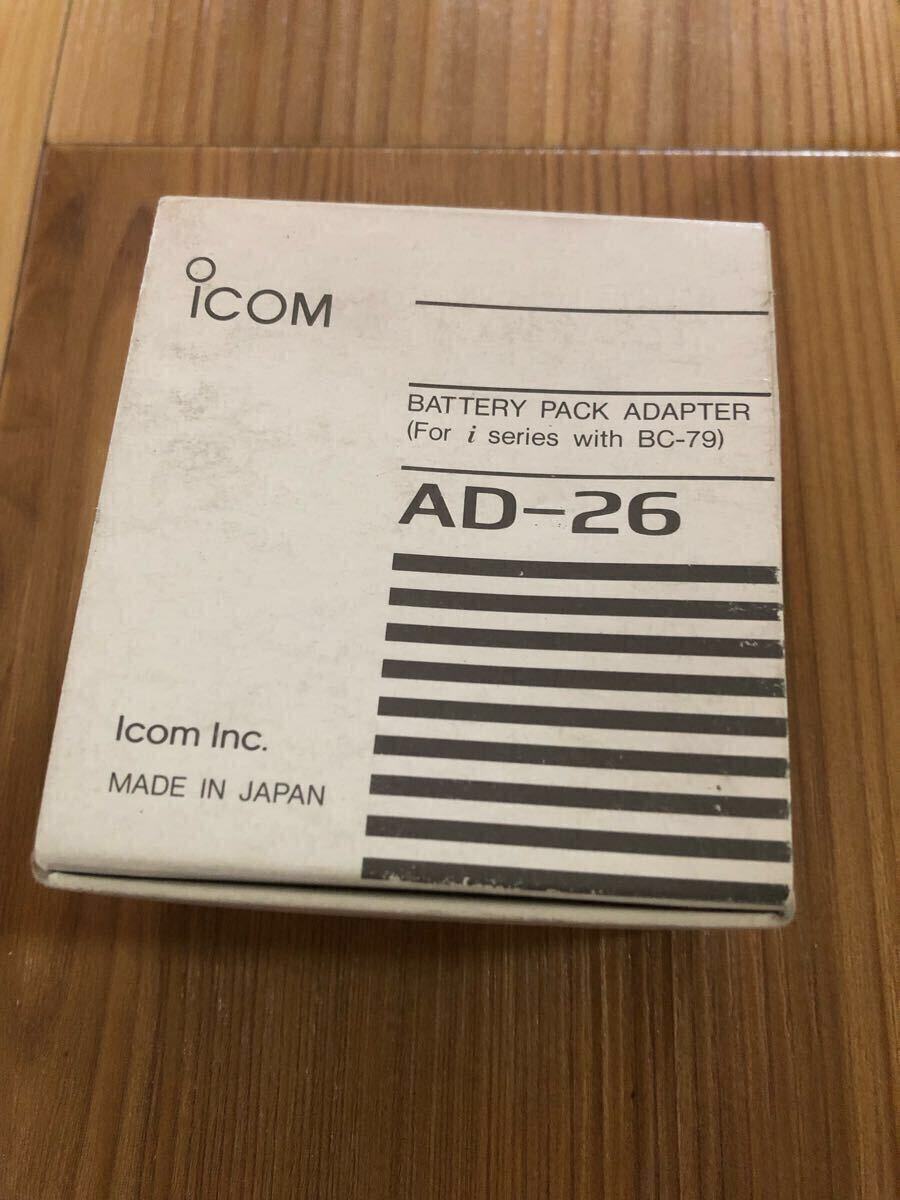 iCOM
BATTERY PACK ADAPTER
(For i series with BC-79)
AD-26
Icom Inc.
MADE IN JAPAN